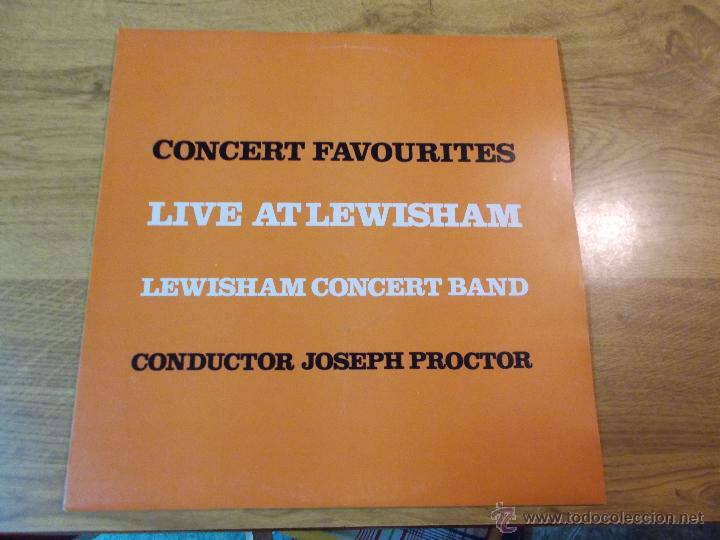 CONCERT FAVOURITES
LIVE AT LEWISHAM
LEWISHAM CONCERT BAND
CONDUCTOR JOSEPH PROCTOR
© www.todocoleccion.net